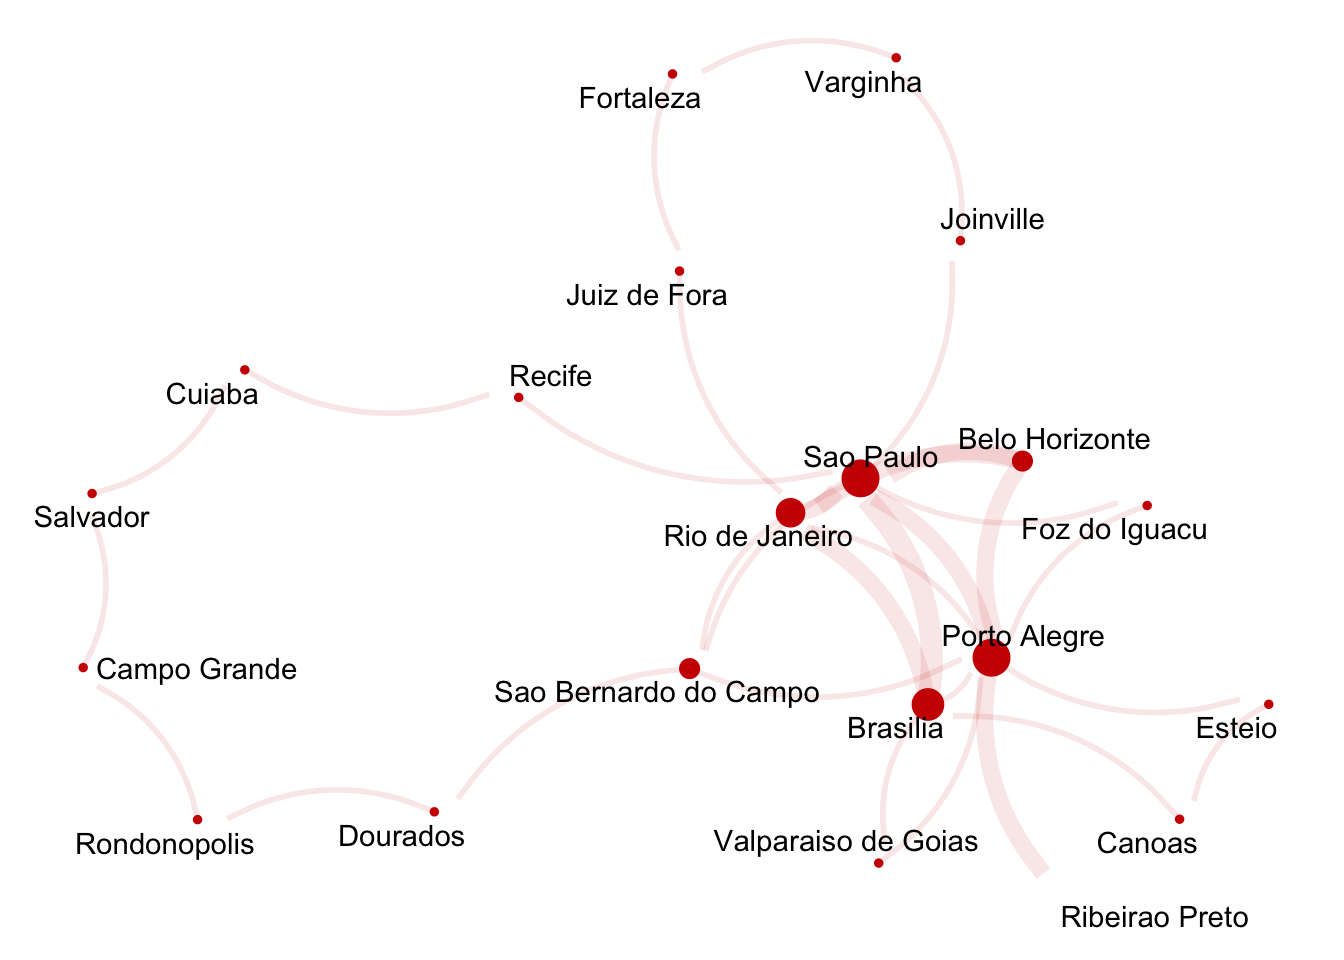 Varginha
Fortaleza
Joinville
Juiz de Fora
Recife
Cuiaba
Belo Horizonte
Sao Paulo
Salvador
Foz do Iguacu
Rio de Janeiro
Porto Alegre
Campo Grande
Sao Bernardo do Campo
Brasilia
Esteio
Dourados
Valparaiso de Goias
Rondonopolis
Canoas
Ribeirao Preto